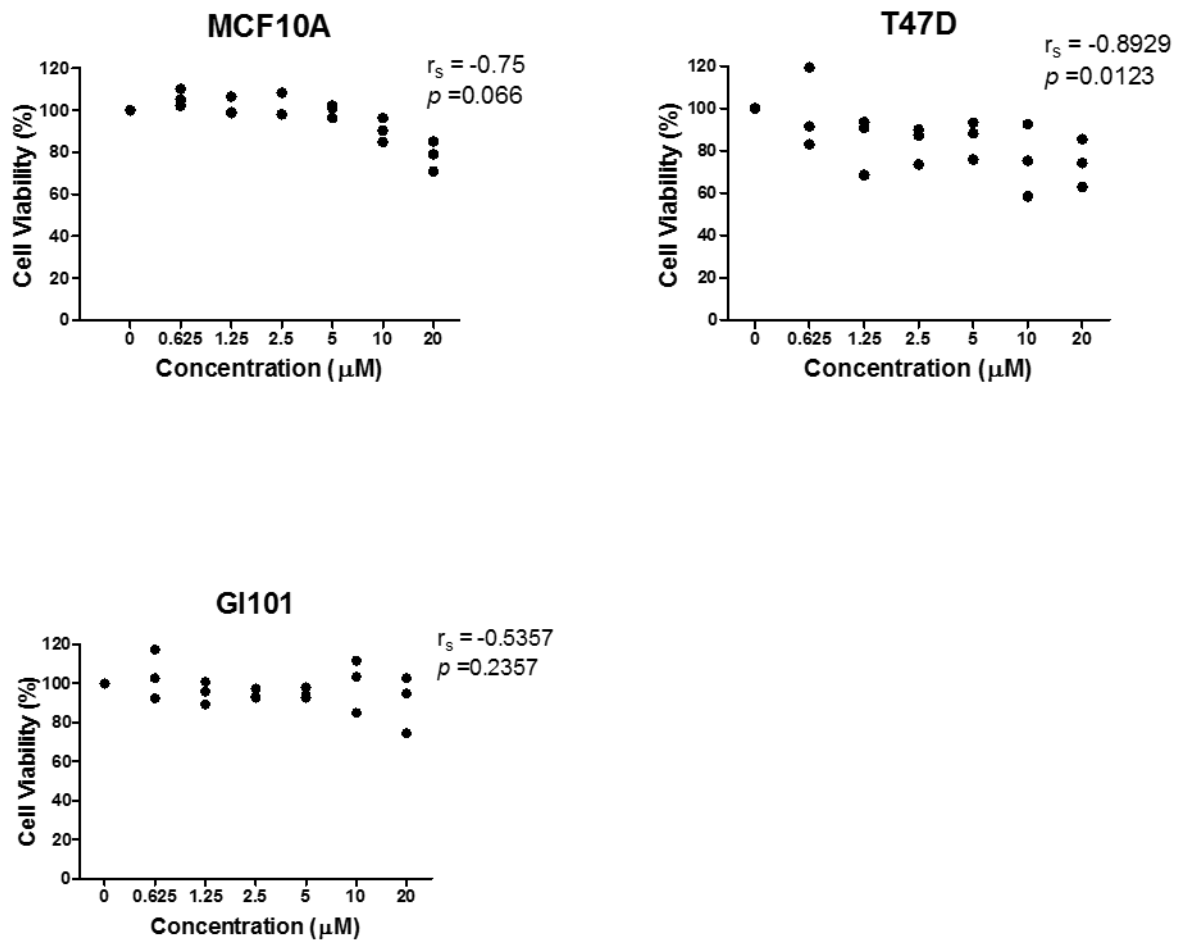 MCF10A
r_s = -0.75
p =0.066
120
100
80
60
40
20
0
Cell Viability (%)
0 0.625 1.25 2.5 5 10 20
Concentration (μM)
T47D
r_s = -0.8929
p =0.0123
120
100
80
60
40
20
0
Cell Viability (%)
0 0.625 1.25 2.5 5 10 20
Concentration (μM)
GI101
r_s = -0.5357
p =0.2357
120
100
80
60
40
20
0
Cell Viability (%)
0 0.625 1.25 2.5 5 10 20
Concentration (μM)